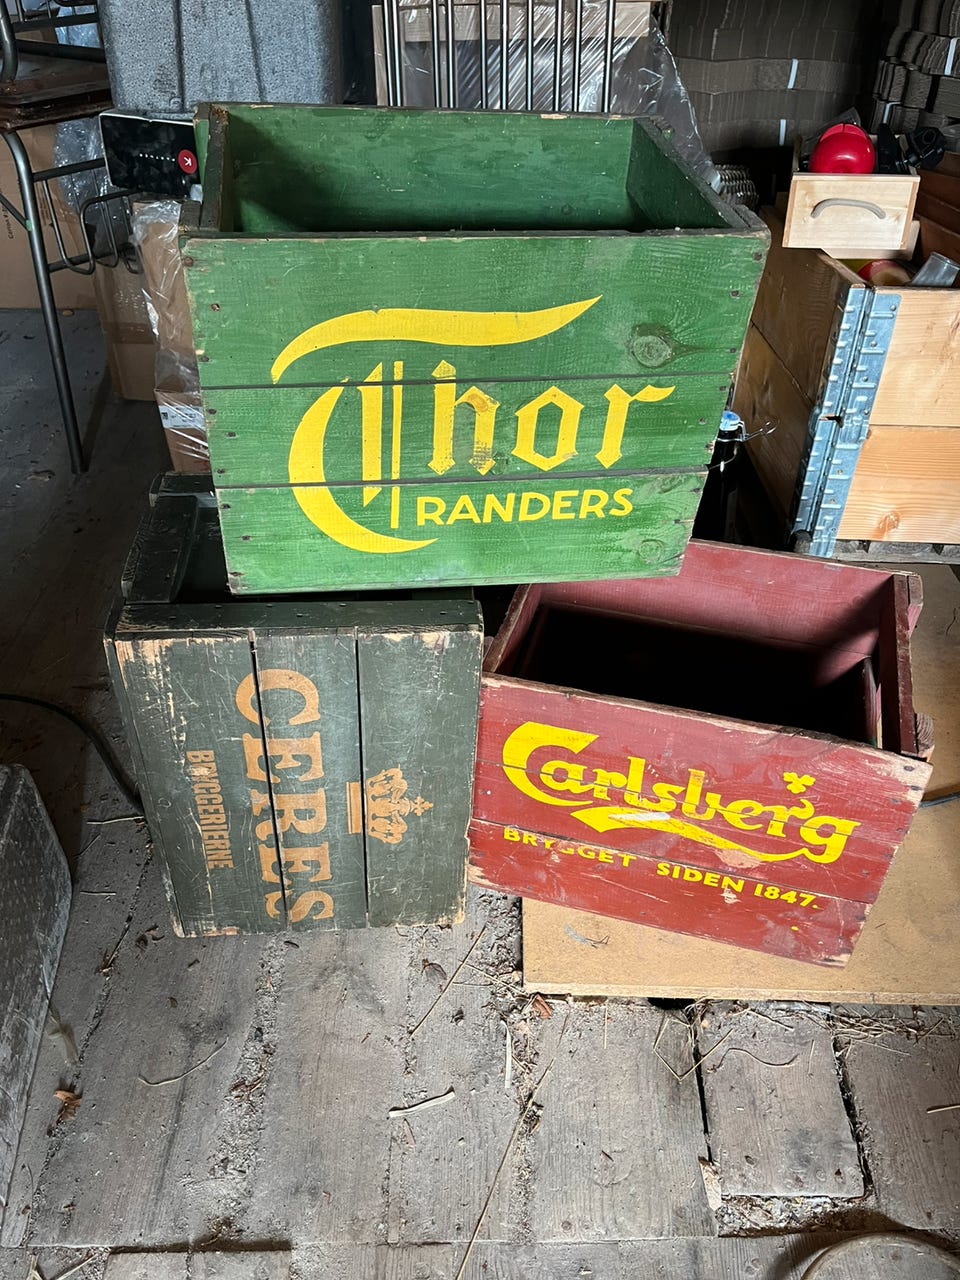 Thor
RANDERS
CERES
BRYGGERIERNE
Carlsberg
BRYGGET SIDEN 1847.